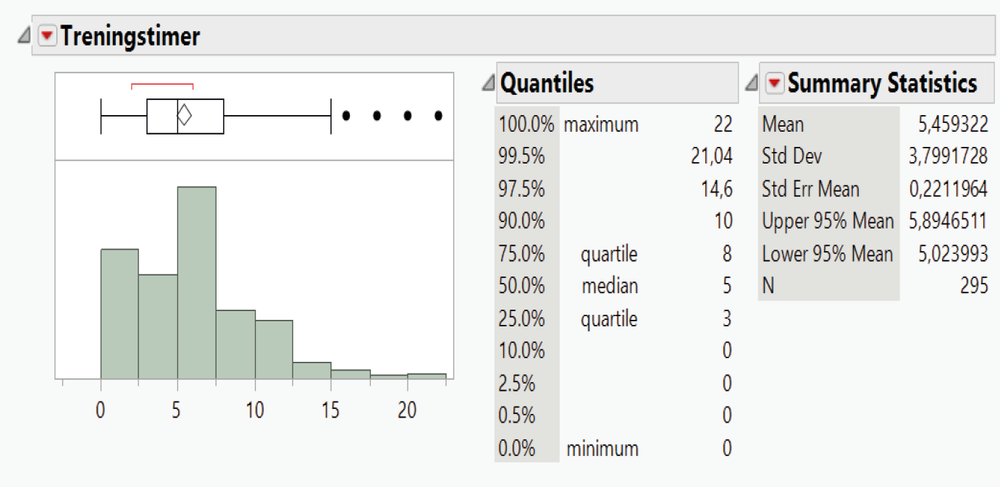 Treningstimer
0 5 10 15 20
Quantiles
100.0% maximum 22
99.5% 21,04
97.5% 14,6
90.0% 10
75.0% quartile 8
50.0% median 5
25.0% quartile 3
10.0% 0
2.5% 0
0.5% 0
0.0% minimum 0
Summary Statistics
Mean 5,459322
Std Dev 3,7991728
Std Err Mean 0,2211964
Upper 95% Mean 5,8946511
Lower 95% Mean 5,023993
N 295